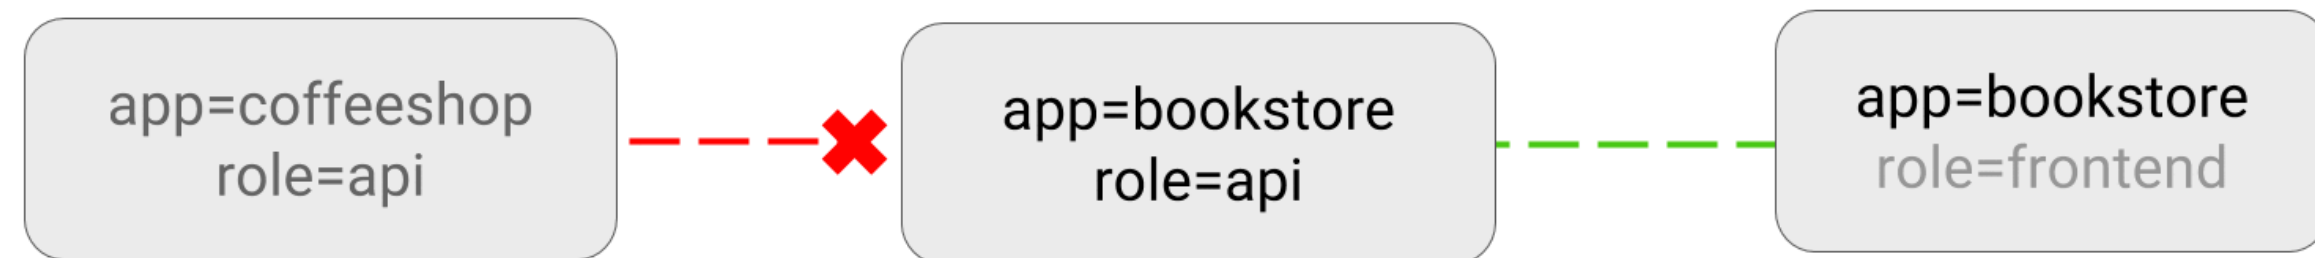 app=coffeeshop
role=api
app=bookstore
role=api
app=bookstore
role=frontend